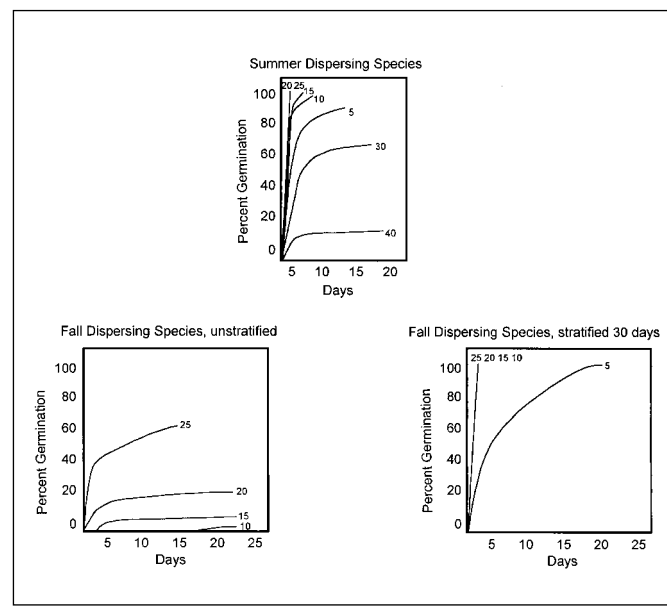 Summer Dispersing Species
Percent Germination
100
80
60
40
20
0
20 25
15
10
5
30
40
5 10 15 20
Days
Fall Dispersing Species, unstratified
Percent Germination
100
80
60
40
20
0
25
20
15
10
5 10 15 20 25
Days
Fall Dispersing Species, stratified 30 days
Percent Germination
100
80
60
40
20
0
25 20 15 10
5
5 10 15 20 25
Days